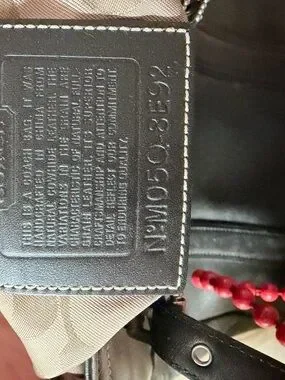 COACH
THIS IS A COACH BAG. IT WAS
HANDCRAFTED IN CHINA FROM
NATURAL COWHIDE LEATHER. THE
VARIATIONS IN THE GRAIN ARE
CHARACTERISTIC OF NATURAL FULL
GRAIN LEATHER. ITS SUPERIOR
CRAFTSMANSHIP AND ATTENTION TO
DETAIL REFLECT OUR COMMITMENT
TO ENDURING QUALITY.
NºM05Q-8E92